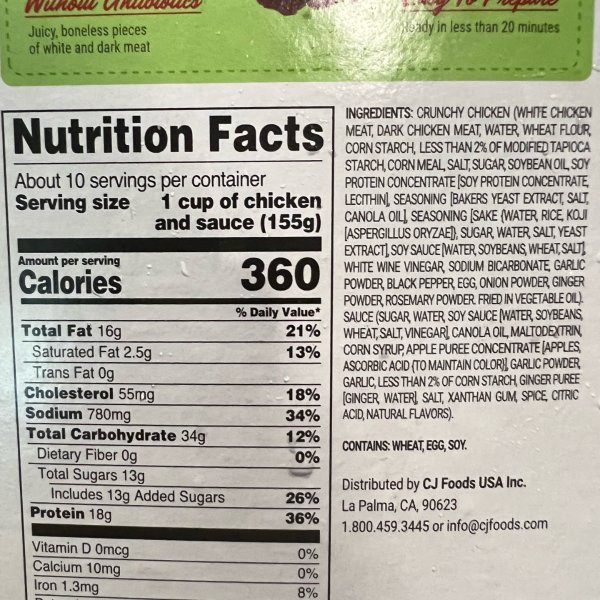 Without Antibiotics
Juicy, boneless pieces
of white and dark meat
To Prepare
Ready in less than 20 minutes
Nutrition Facts
About 10 servings per container
Serving size 1 cup of chicken
and sauce (155g)
Amount per serving
Calories 360
% Daily Value*
Total Fat 16g 21%
Saturated Fat 2.5g 13%
Trans Fat 0g
Cholesterol 55mg 18%
Sodium 780mg 34%
Total Carbohydrate 34g 12%
Dietary Fiber 0g 0%
Total Sugars 13g
Includes 13g Added Sugars 26%
Protein 18g 36%
Vitamin D 0mcg 0%
Calcium 10mg 0%
Iron 1.3mg 8%
INGREDIENTS: CRUNCHY CHICKEN (WHITE CHICKEN
MEAT, DARK CHICKEN MEAT, WATER, WHEAT FLOUR,
CORN STARCH, LESS THAN 2% OF MODIFIED TAPIOCA
STARCH, CORN MEAL, SALT, SUGAR, SOYBEAN OIL, SOY
PROTEIN CONCENTRATE [SOY PROTEIN CONCENTRATE,
LECITHIN], SEASONING [BAKERS YEAST EXTRACT, SALT,
CANOLA OIL], SEASONING [SAKE {WATER, RICE, KOJI
(ASPERGILLUS ORYZAE)}, SUGAR, WATER, SALT, YEAST
EXTRACT], SOY SAUCE [WATER, SOYBEANS, WHEAT, SALT],
WHITE WINE VINEGAR, SODIUM BICARBONATE, GARLIC
POWDER, BLACK PEPPER, EGG, ONION POWDER, GINGER
POWDER, ROSEMARY POWDER. FRIED IN VEGETABLE OIL).
SAUCE (SUGAR, WATER, SOY SAUCE [WATER, SOYBEANS,
WHEAT, SALT, VINEGAR], CANOLA OIL, MALTODEXTRIN,
CORN SYRUP, APPLE PUREE CONCENTRATE [APPLES,
ASCORBIC ACID {TO MAINTAIN COLOR}], GARLIC POWDER,
GARLIC, LESS THAN 2% OF CORN STARCH, GINGER PUREE
[GINGER, WATER], SALT, XANTHAN GUM, SPICE, CITRIC
ACID, NATURAL FLAVORS).
CONTAINS: WHEAT, EGG, SOY.
Distributed by CJ Foods USA Inc.
La Palma, CA, 90623
1.800.459.3445 or info@cjfoods.com